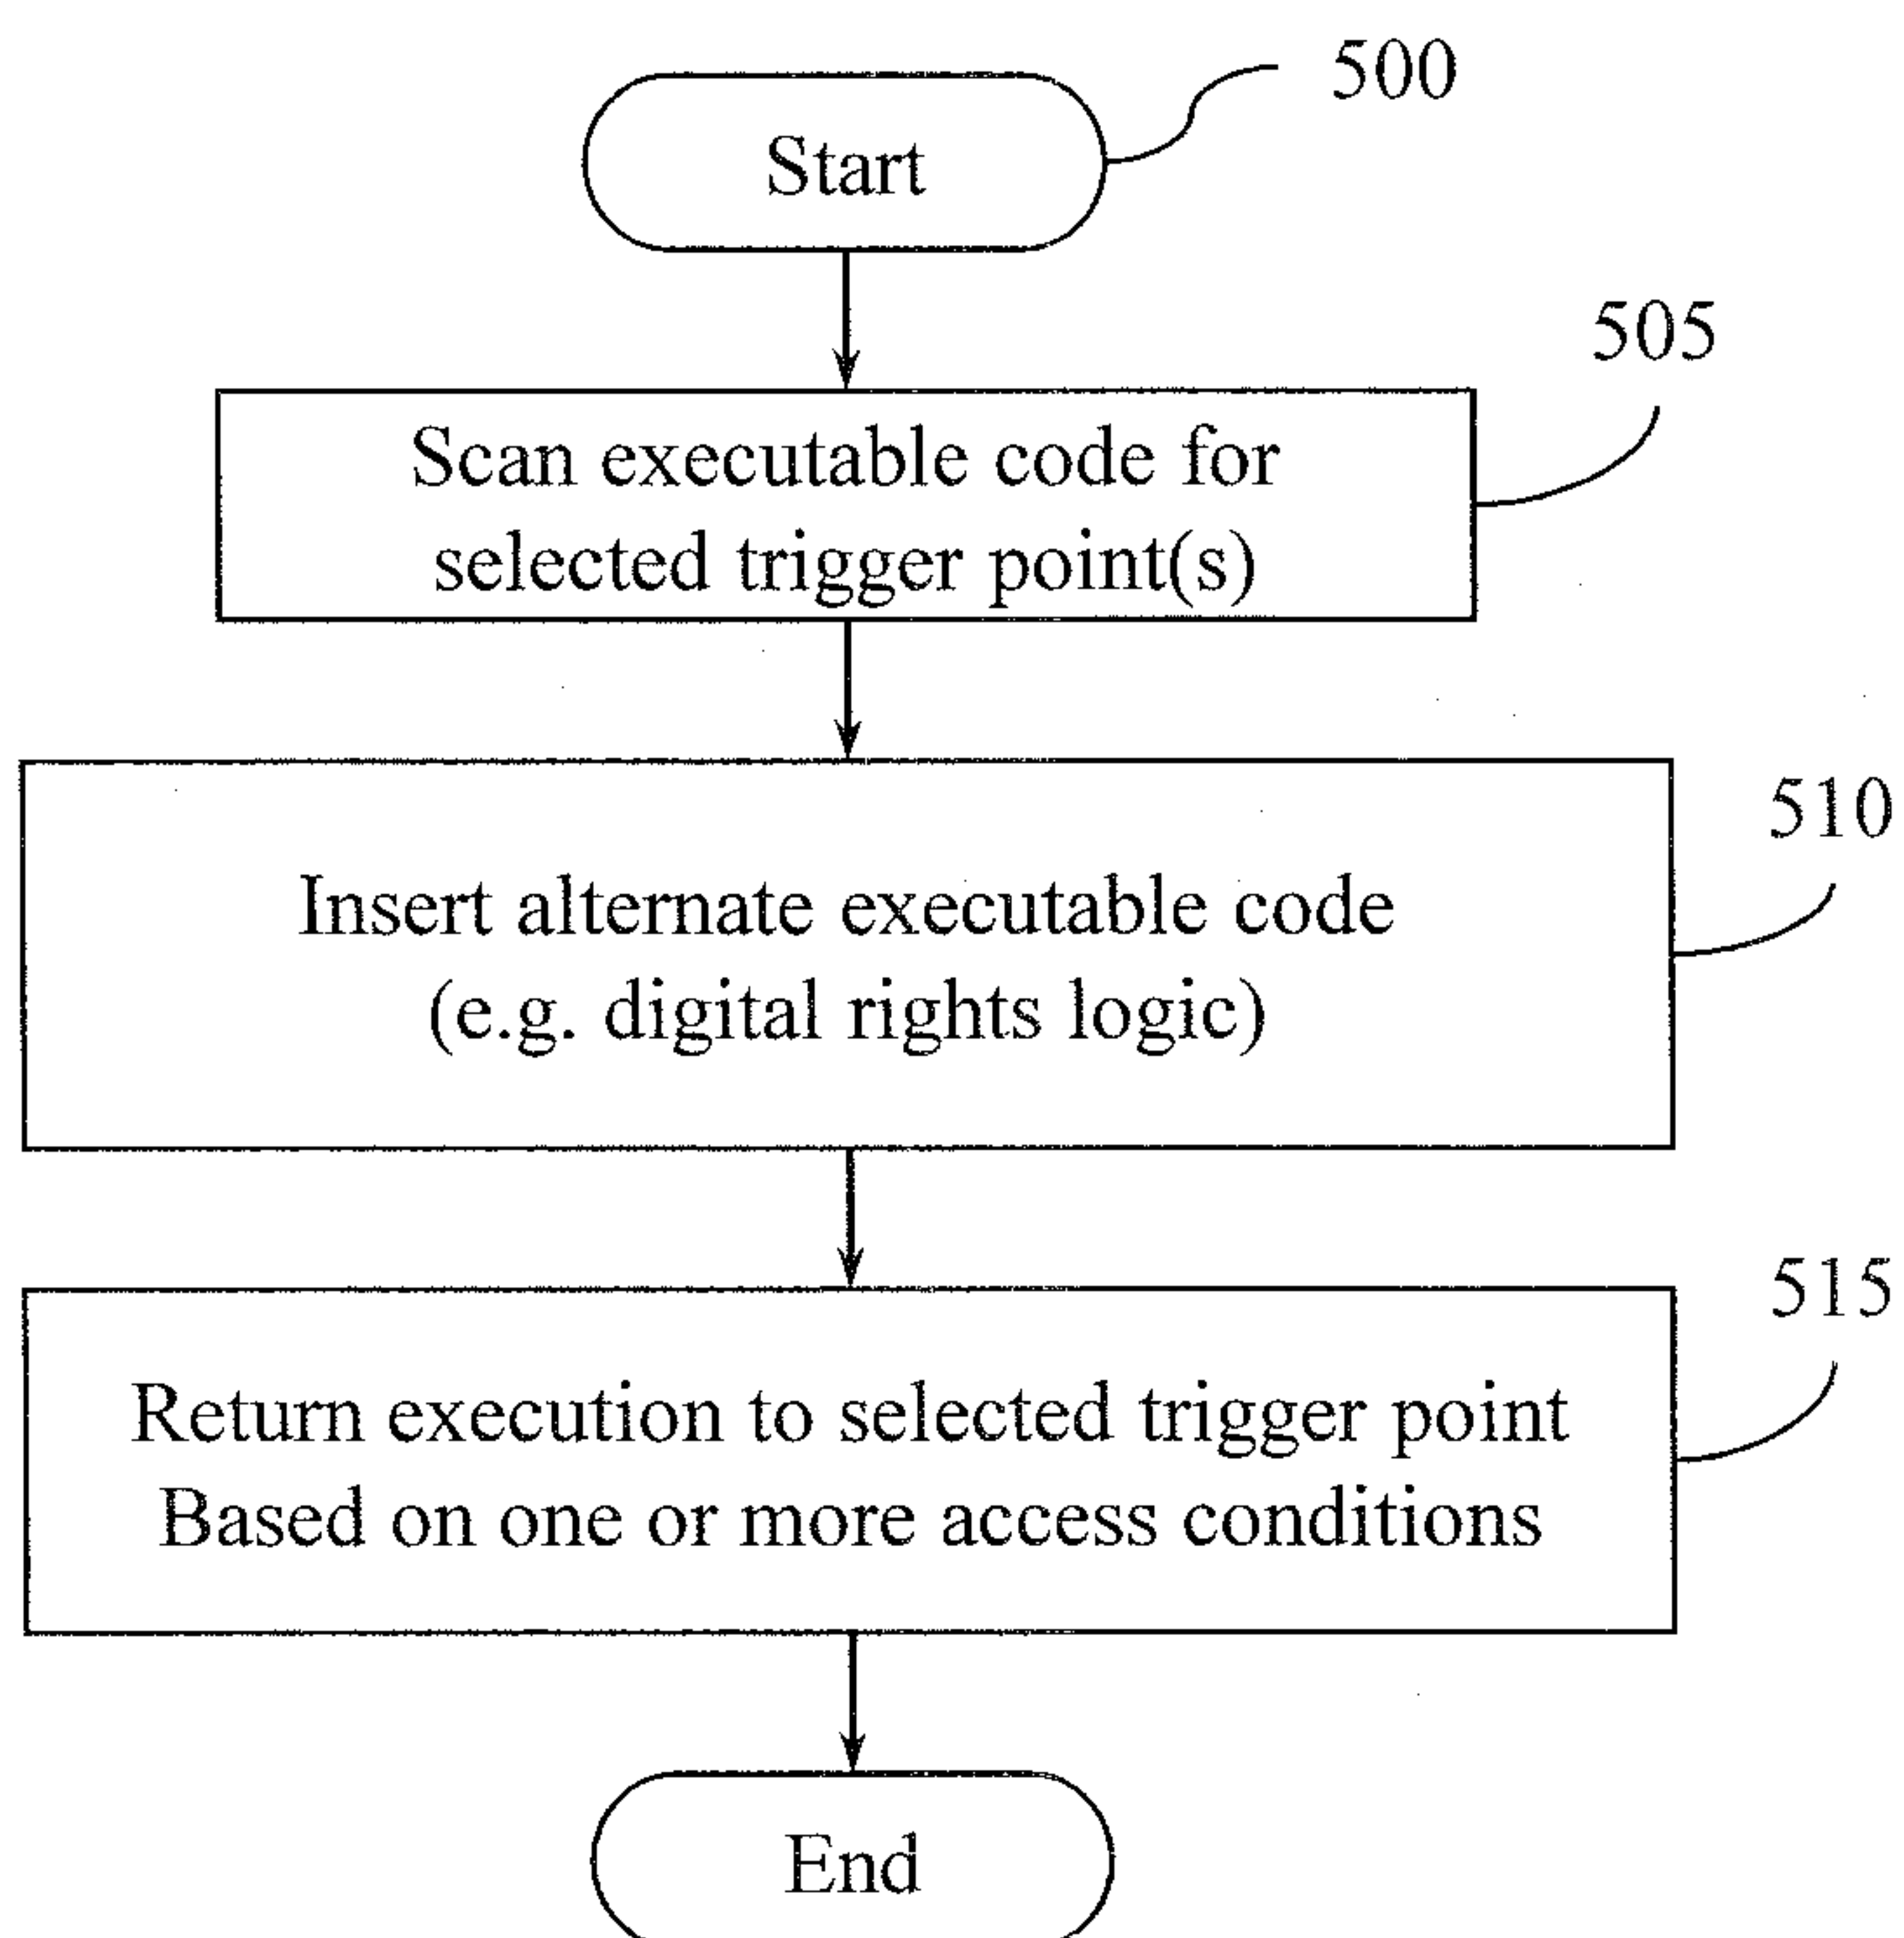 Start
500
505
Scan executable code for
selected trigger point(s)
510
Insert alternate executable code
(e.g. digital rights logic)
515
Return execution to selected trigger point
Based on one or more access conditions
End